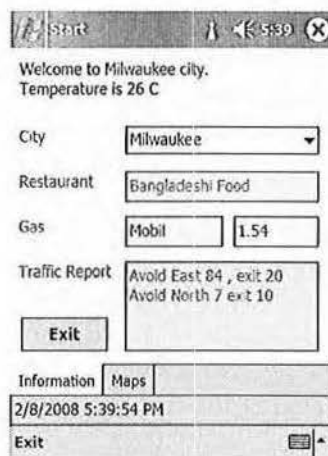 Start 5:39
Welcome to Milwaukee city.
Temperature is 26 C
City Milwaukee
Restaurant Bangladeshi Food
Gas Mobil 1.54
Traffic Report Avoid East 84 , exit 20
Avoid North 7 exit 10
Exit
Information Maps
2/8/2008 5:39:54 PM
Exit